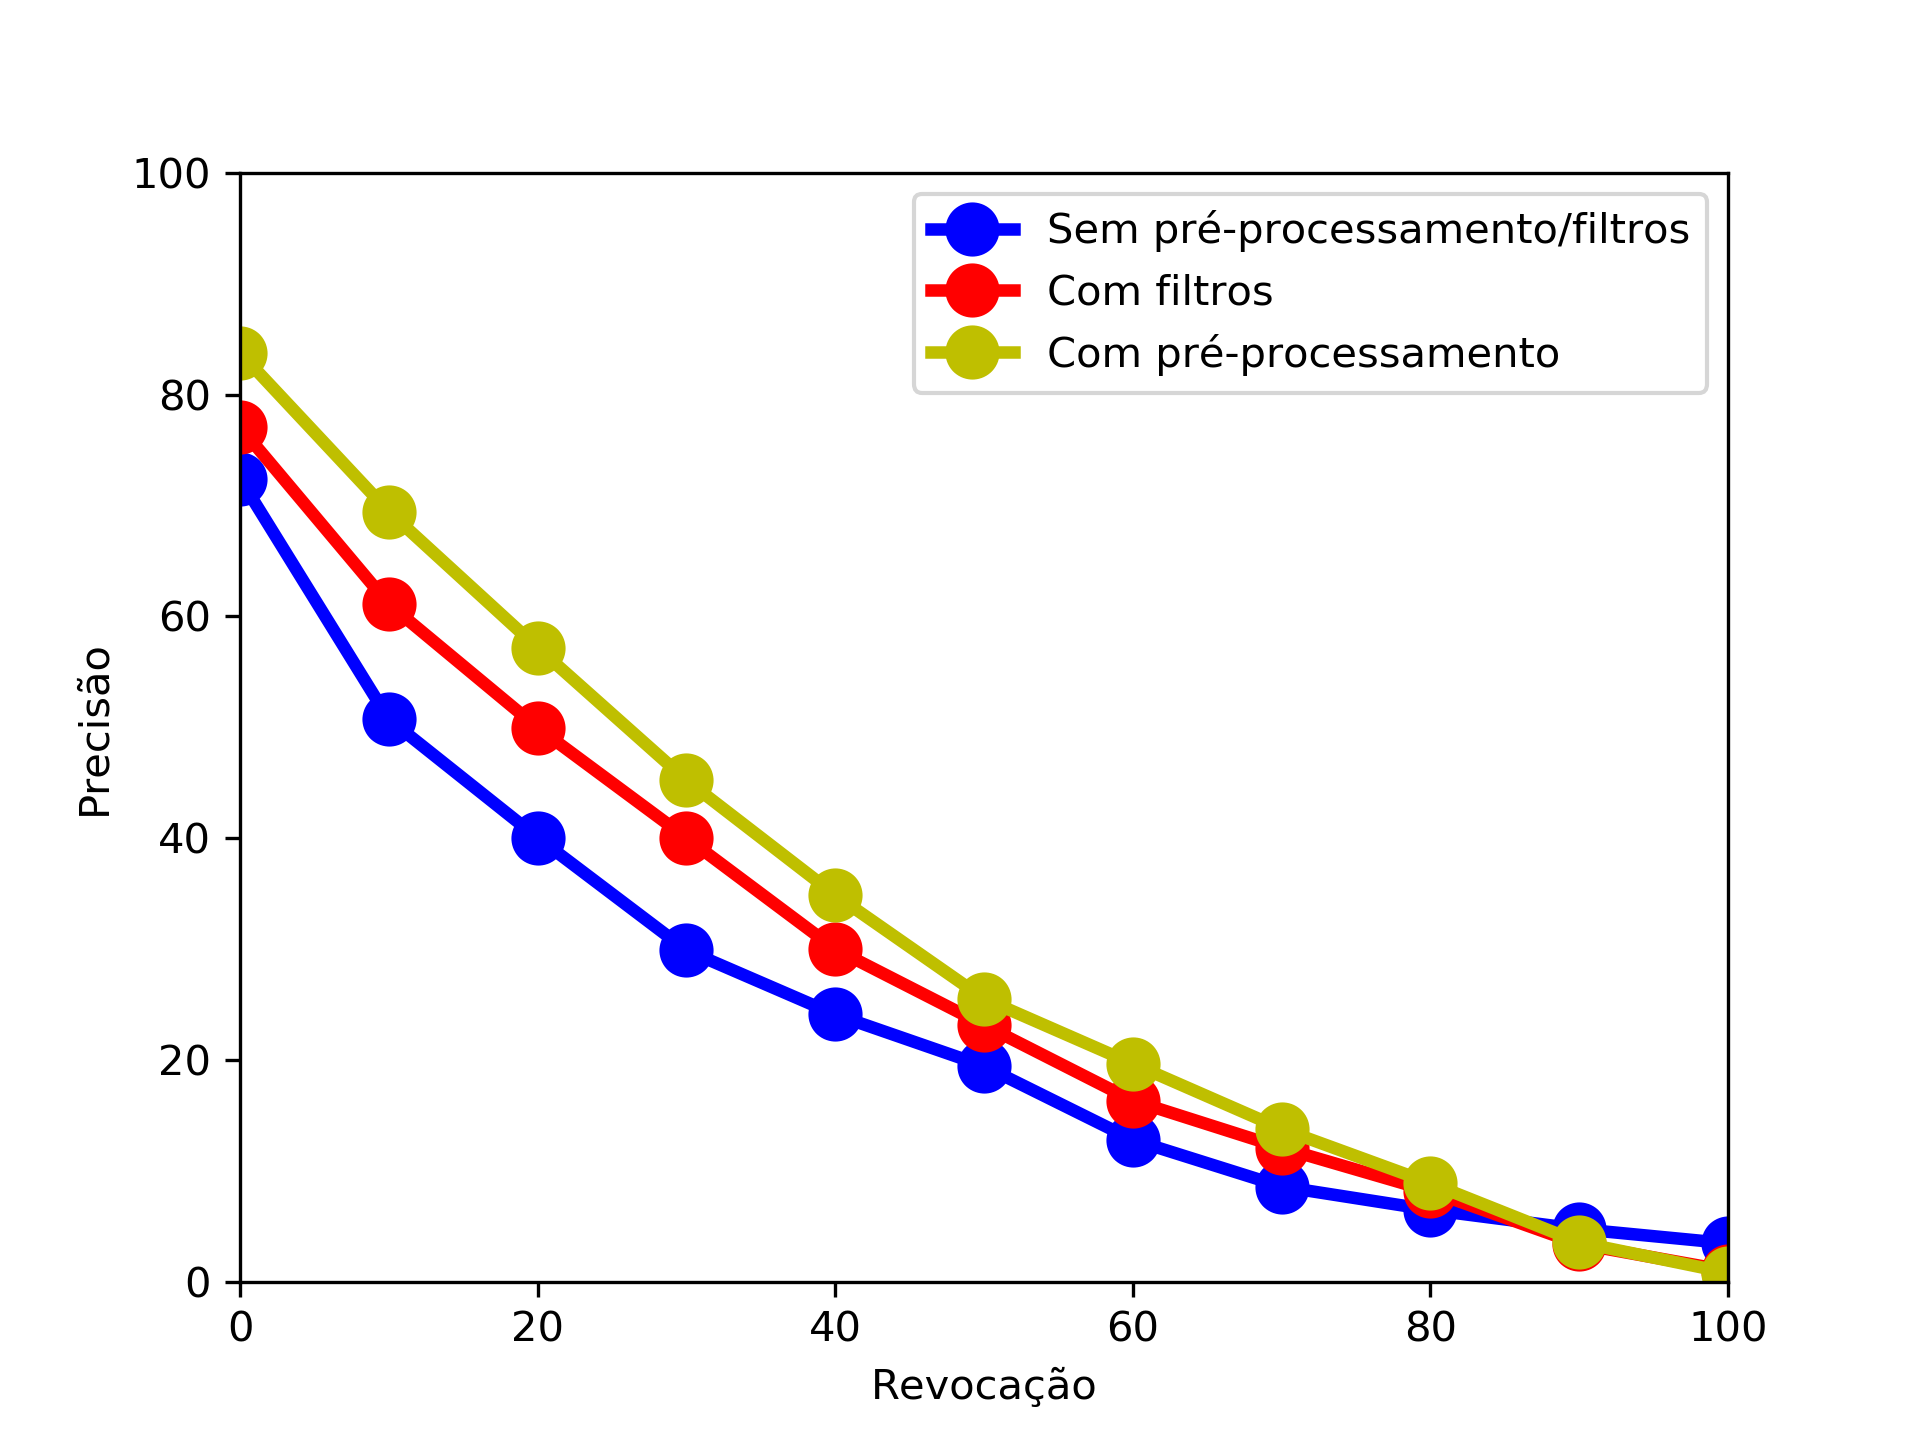 100
80
60
40
20
0
Precisão
0 20 40 60 80 100
Revocação
Sem pré-processamento/filtros
Com filtros
Com pré-processamento